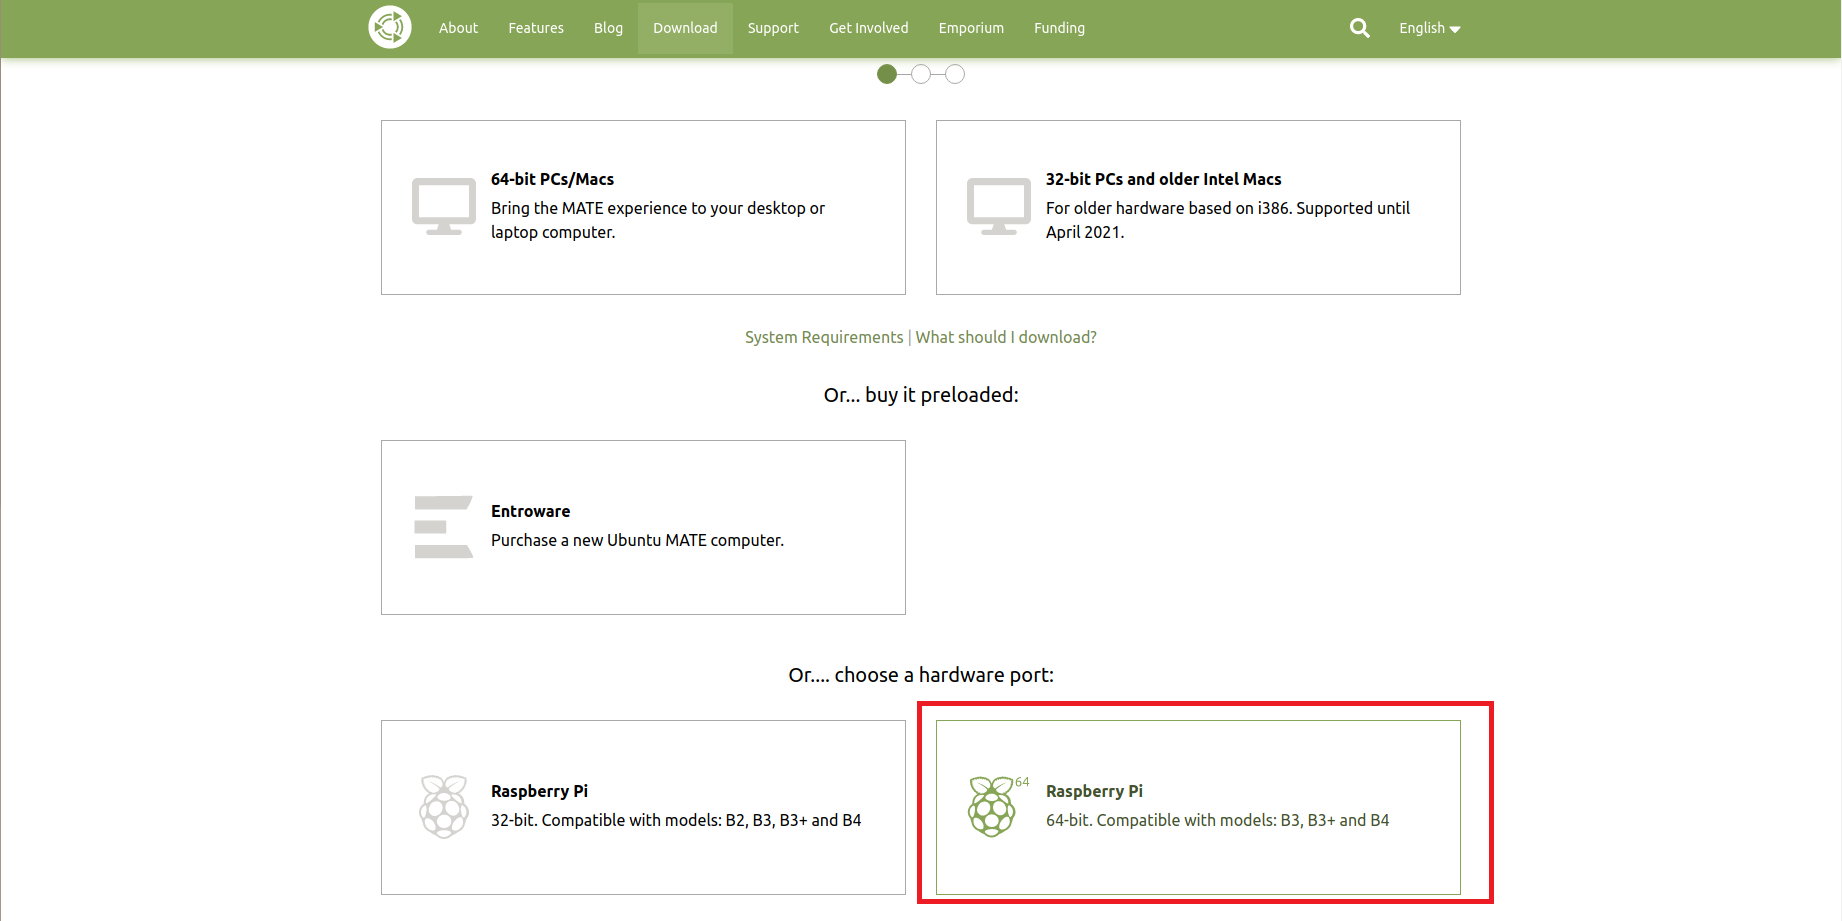 About Features Blog Download Support Get Involved Emporium Funding English
64-bit PCs/Macs
Bring the MATE experience to your desktop or
laptop computer.
32-bit PCs and older Intel Macs
For older hardware based on i386. Supported until
April 2021.
System Requirements | What should I download?
Or... buy it preloaded:
Entroware
Purchase a new Ubuntu MATE computer.
Or.... choose a hardware port:
Raspberry Pi
32-bit. Compatible with models: B2, B3, B3+ and B4
64
Raspberry Pi
64-bit. Compatible with models: B3, B3+ and B4